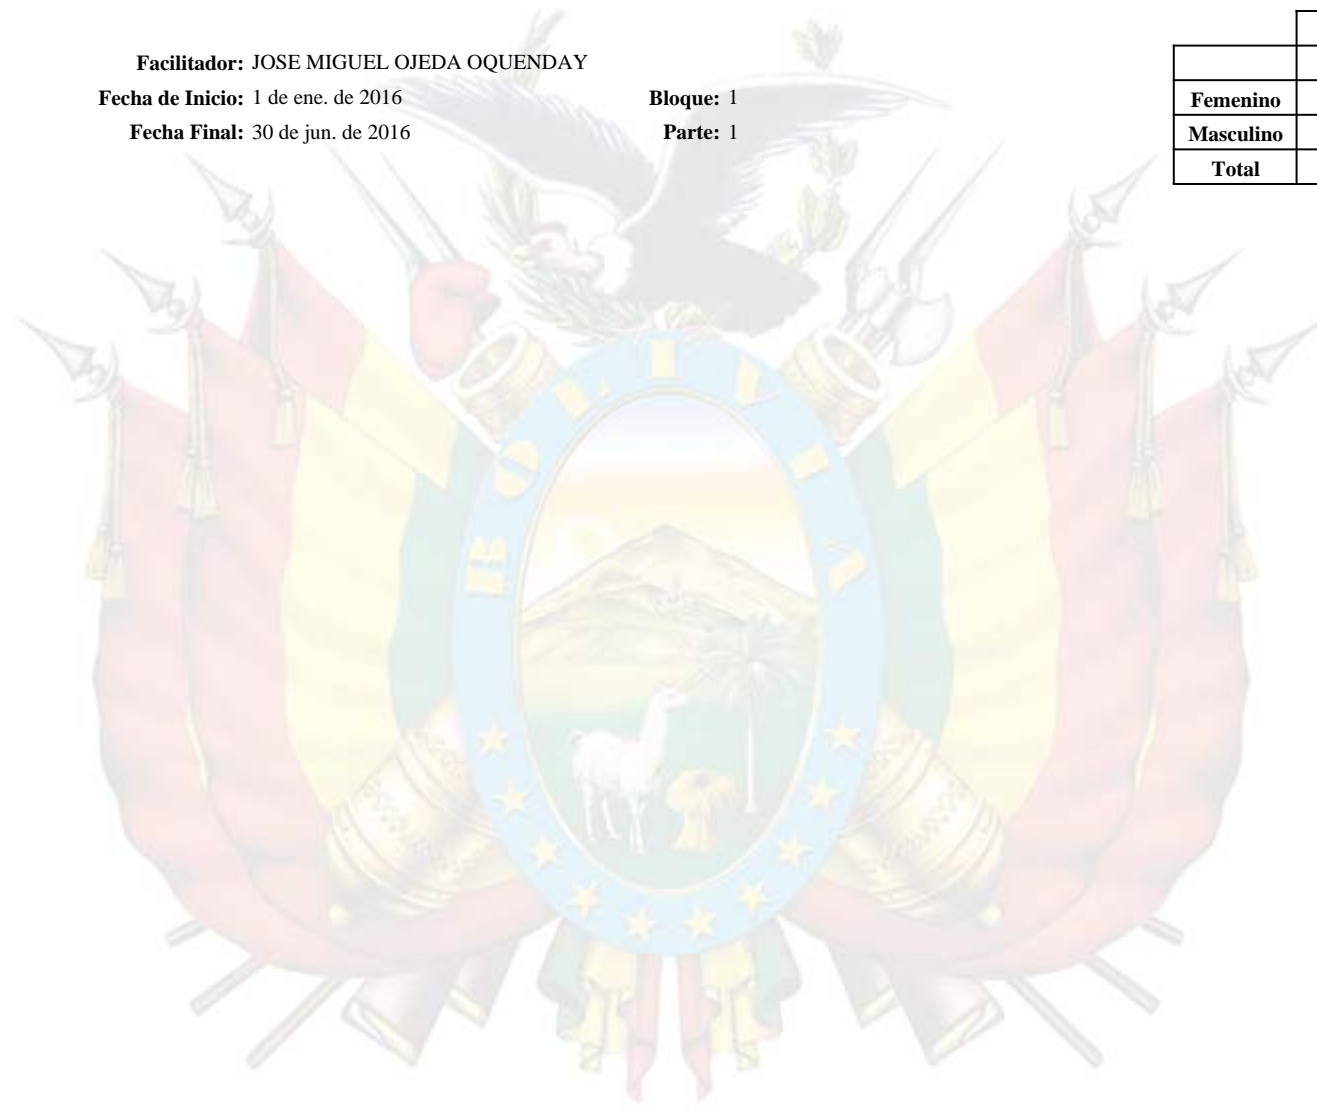 Facilitador: JOSE MIGUEL OJEDA OQUENDAY
Fecha de Inicio: 1 de ene. de 2016 Bloque: 1
Fecha Final: 30 de jun. de 2016 Parte: 1
Femenino
Masculino
Total
BOLIVIA